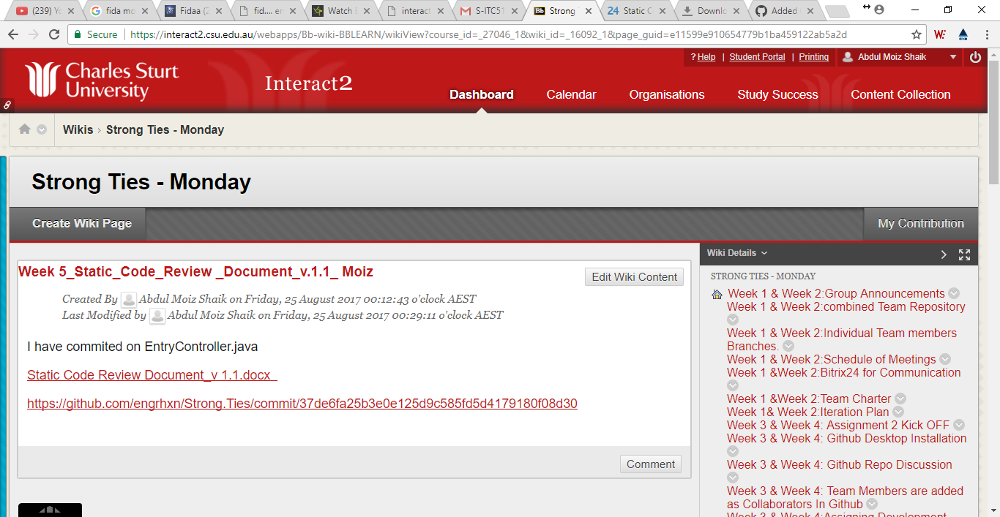 (239) Yo
fida mo
Fidaa (2
fid.... en
Watch E
interact
S-ITC51
Bb Strong
24 Static C
Downlo
Added
Secure
https://interact2.csu.edu.au/webapps/Bb-wiki-BBLEARN/wikiView?course_id=_27046_1&wiki_id=_16092_1&page_guid=e11599e910654779b1ba459122ab5a2d
? Help | Student Portal | Printing
Abdul Moiz Shaik
Charles Sturt
University
Interact2
Dashboard Calendar Organisations Study Success Content Collection
Wikis › Strong Ties - Monday
Strong Ties - Monday
Create Wiki Page
My Contribution
Week 5_Static_Code_Review _Document_v.1.1_ Moiz
Edit Wiki Content
Created By Abdul Moiz Shaik on Friday, 25 August 2017 00:12:43 o'clock AEST
Last Modified by Abdul Moiz Shaik on Friday, 25 August 2017 00:29:11 o'clock AEST
I have commited on EntryController.java
Static Code Review Document_v 1.1.docx
https://github.com/engrhxn/Strong.Ties/commit/37de6fa25b3e0e125d9c585fd5d4179180f08d30
Comment
Wiki Details
STRONG TIES - MONDAY
Week 1 & Week 2:Group Announcements
Week 1 & Week 2:combined Team Repository
Week 1 & Week 2:Individual Team members
Branches.
Week 1 & Week 2:Schedule of Meetings
Week 1 &Week 2:Bitrix24 for Communication
Week 1 &Week 2:Team Charter
Week 1& Week 2:Iteration Plan
Week 3 & Week 4: Assignment 2 Kick OFF
Week 3 & Week 4: Github Desktop Installation
Week 3 & Week 4: Github Repo Discussion
Week 3 & Week 4: Team Members are added
as Collaborators In Github
Week 3 & Week 4:Assigning Development